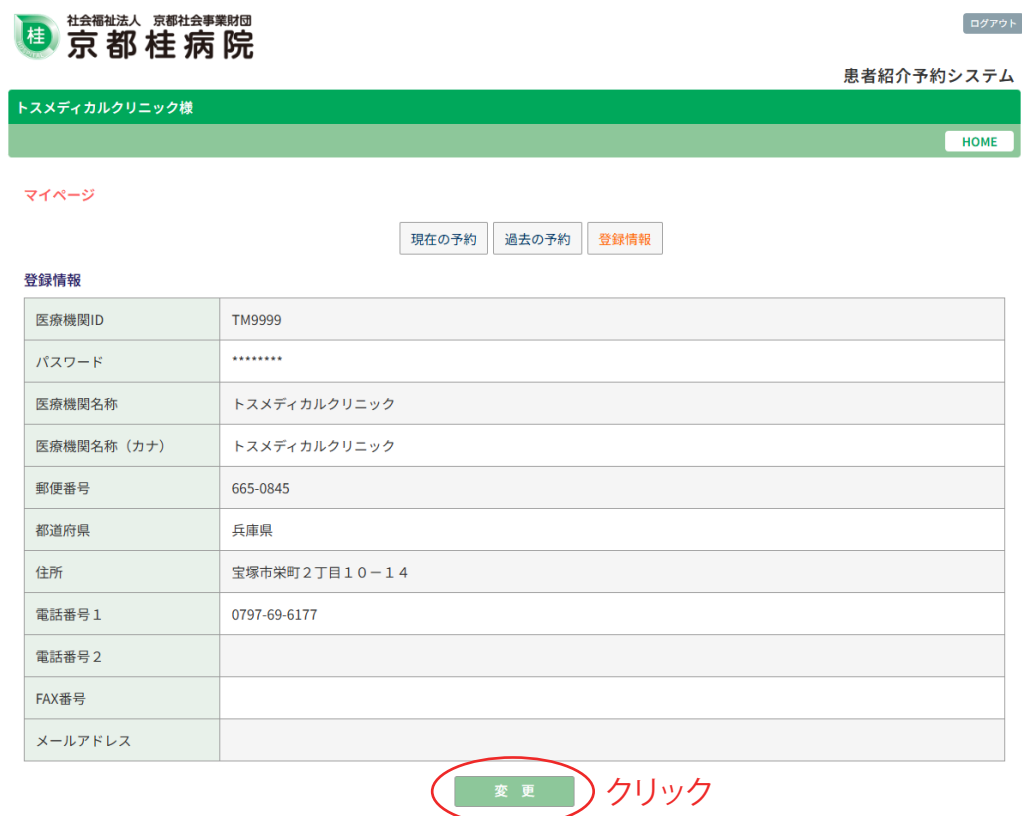 社会福祉法人 京都社会事業財団
桂
京都桂病院
ログアウト
患者紹介予約システム
トスメディカルクリニック様
HOME
マイページ
現在の予約 過去の予約 登録情報
登録情報
医療機関ID TM9999
パスワード ********
医療機関名称 トスメディカルクリニック
医療機関名称（カナ） トスメディカルクリニック
郵便番号 665-0845
都道府県 兵庫県
住所 宝塚市栄町２丁目１０－１４
電話番号１ 0797-69-6177
電話番号２
FAX番号
メールアドレス
変 更 クリック